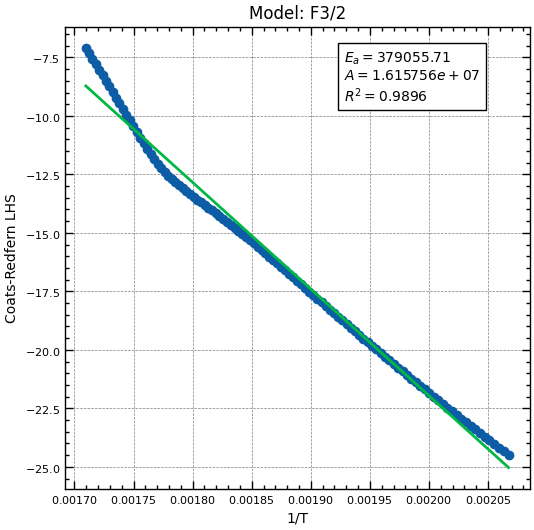 Model: F3/2
E_a = 379055.71
A = 1.615756e + 07
R² = 0.9896
Coats-Redfern LHS
−7.5
−10.0
−12.5
−15.0
−17.5
−20.0
−22.5
−25.0
0.00170 0.00175 0.00180 0.00185 0.00190 0.00195 0.00200 0.00205
1/T